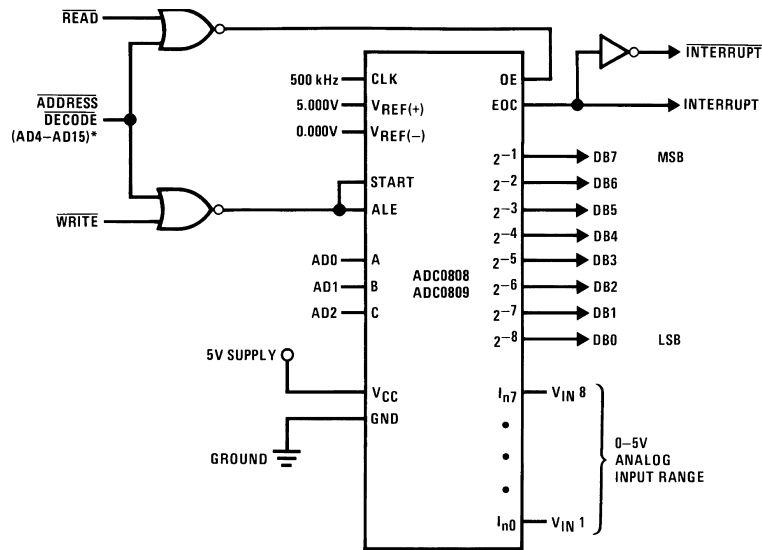 READ
ADDRESS
DECODE
(AD4–AD15)*
WRITE
500 kHz
5.000V
0.000V
AD0
AD1
AD2
5V SUPPLY
GROUND
CLK
VREF(+)
VREF(−)
START
ALE
A
B
C
VCC
GND
ADC0808
ADC0809
OE
EOC
2−1
2−2
2−3
2−4
2−5
2−6
2−7
2−8
In7
In0
INTERRUPT
INTERRUPT
DB7 MSB
DB6
DB5
DB4
DB3
DB2
DB1
DB0 LSB
VIN 8
VIN 1
0–5V
ANALOG
INPUT RANGE